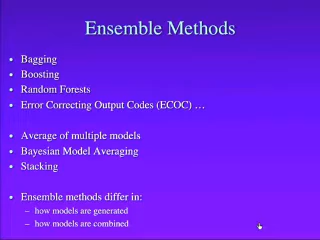 Ensemble Methods
• Bagging
• Boosting
• Random Forests
• Error Correcting Output Codes (ECOC) …
• Average of multiple models
• Bayesian Model Averaging
• Stacking
• Ensemble methods differ in:
– how models are generated
– how models are combined